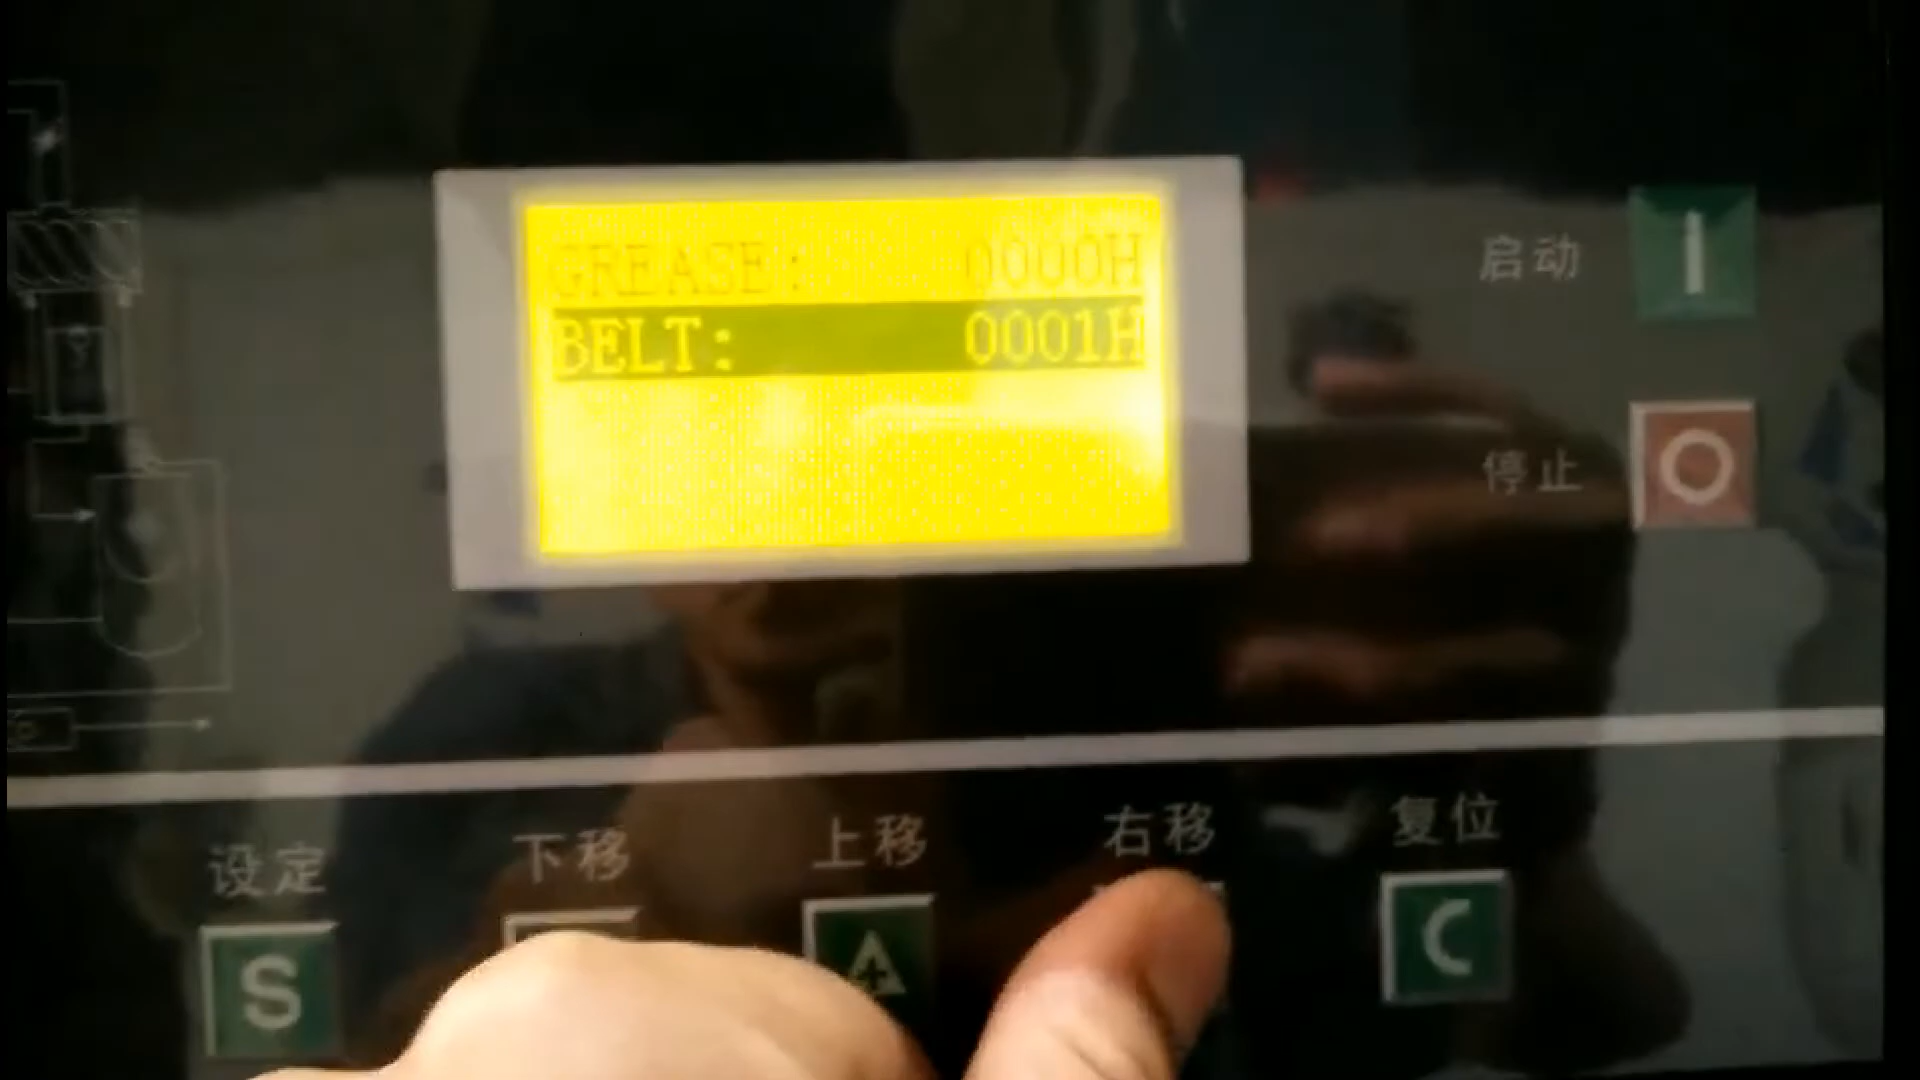 GREASE: 0000H
BELT: 0001H
启动
停止
设定 下移 上移 右移 复位
S
C